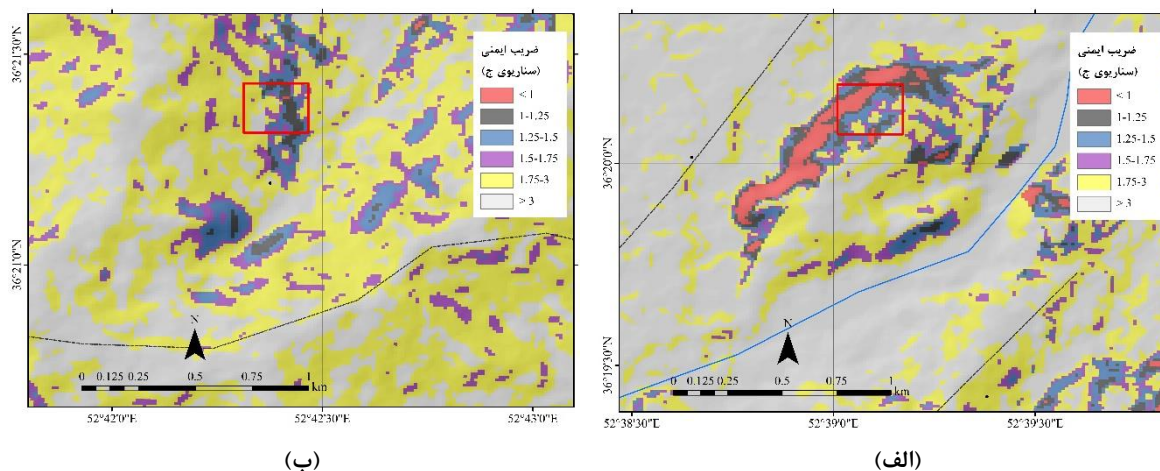 ضریب ایمنی
(سناریوی ج)
< 1
1-1.25
1.25-1.5
1.5-1.75
1.75-3
> 3
36°20'0"N
36°19'30"N
N
0 0.125 0.25 0.5 0.75 1
km
52°38'30"E 52°39'0"E 52°39'30"E
(الف)
ضریب ایمنی
(سناریوی ج)
< 1
1-1.25
1.25-1.5
1.5-1.75
1.75-3
> 3
36°21'30"N
36°21'0"N
N
0 0.125 0.25 0.5 0.75 1
km
52°42'0"E 52°42'30"E 52°43'0"E
(ب)